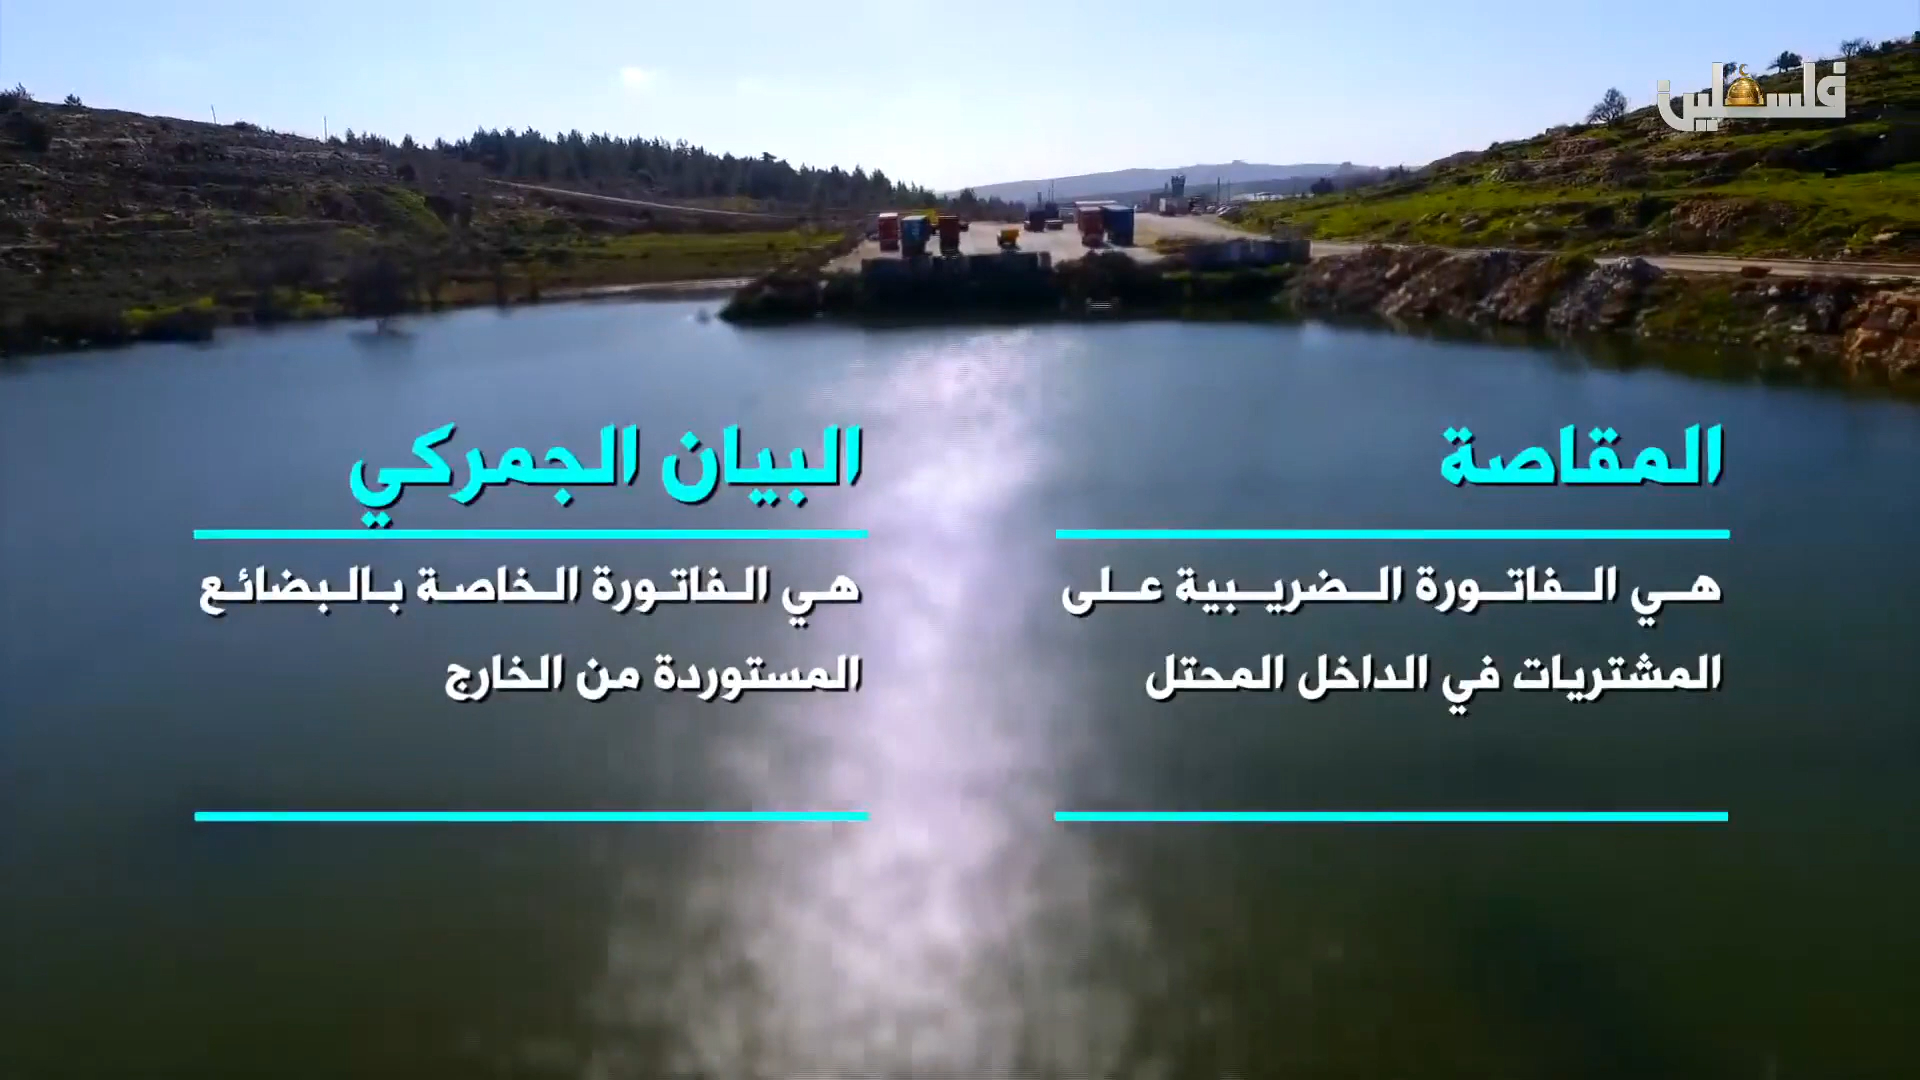 فلسطين
المقاصة
هي الفاتورة الضريبية على
المشتريات في الداخل المحتل
البيان الجمركي
هي الفاتورة الخاصة بالبضائع
المستوردة من الخارج